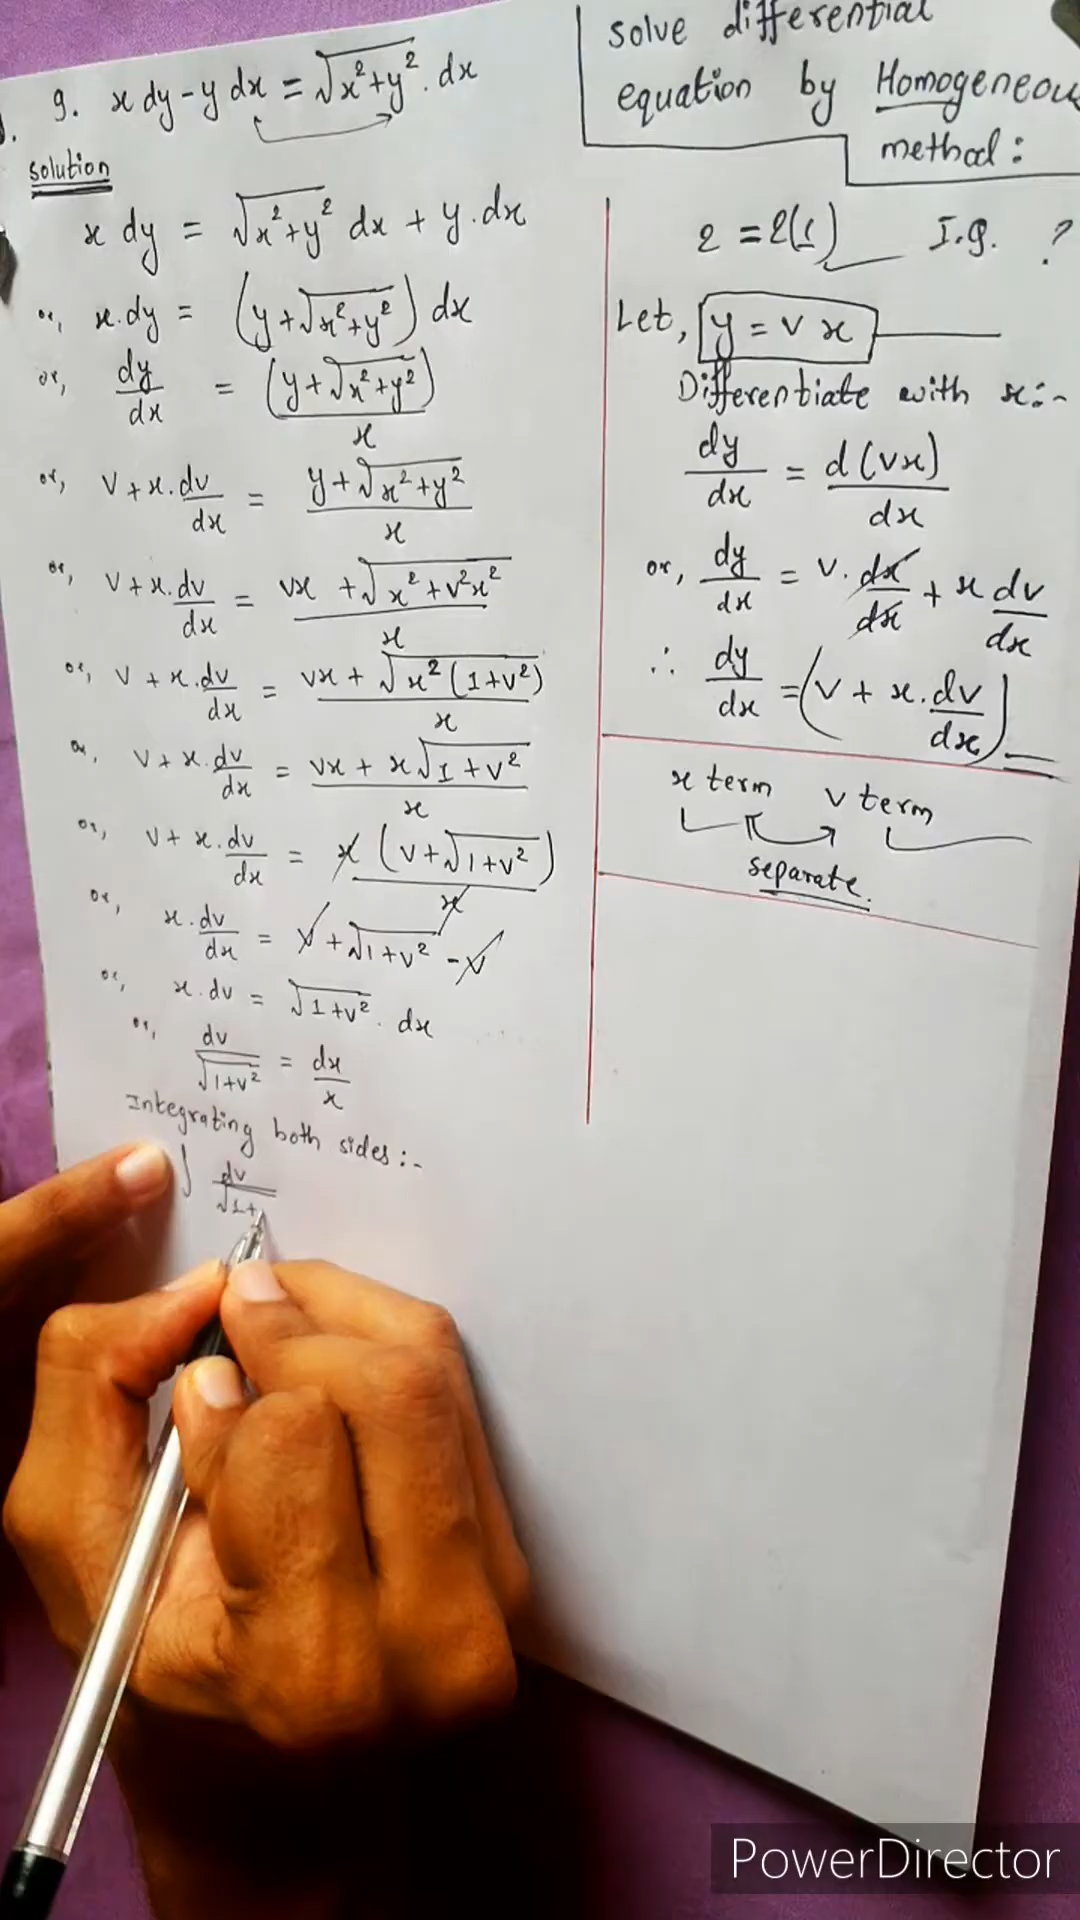 9. x dy - y dx = √x²+y² . dx
solution
x dy = √x²+y² dx + y.dx
or, x.dy = (y+√x²+y²) dx
or, dy/dx = (y+√x²+y²)/x
or, v+x.dv/dx = y+√x²+y²/x
or, v+x.dv/dx = vx +√x²+v²x²/x
or, v + x.dv/dx = vx + √x²(1+v²)/x
or, v + x.dv/dx = vx + x√1+v²/x
or, v + x.dv/dx = x (v+√1+v²)/x
or, x.dv/dx = v+√1+v² -v
or, x.dv = √1+v² . dx
or, dv/√1+v² = dx/x
Integrating both sides:-
∫ dv/√1+
solve differential
equation by Homogeneous
method:
2 = 2(1) I.g. ?
Let, y = v x
Differentiate with x:-
dy/dx = d(vx)/dx
or, dy/dx = v.dx/dx + x dv/dx
∴ dy/dx = (v + x.dv/dx)
x term v term
separate.
PowerDirector